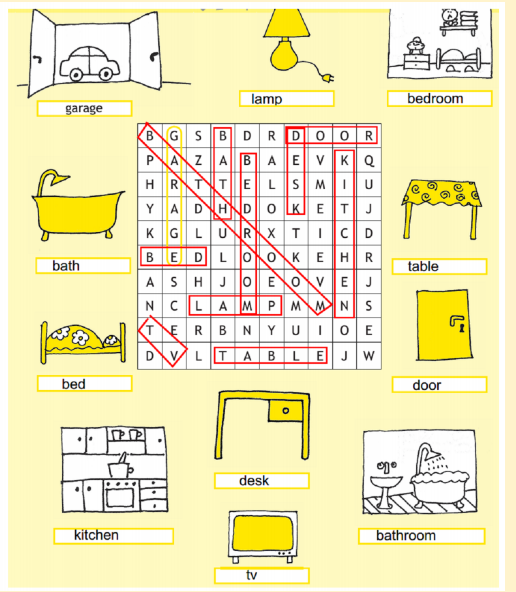 garage
lamp
bedroom
B G S B D R D O O R
P A Z A B A E V K Q
H R T T E L S M I U
Y A D H D O K E T J
K G L U R X T I C D
B E D L O O K E H R
A S H J O E O V E J
N C L A M P M M N S
T E R B N Y U I O E
D V L T A B L E J W
bath
table
bed
door
desk
kitchen
bathroom
tv